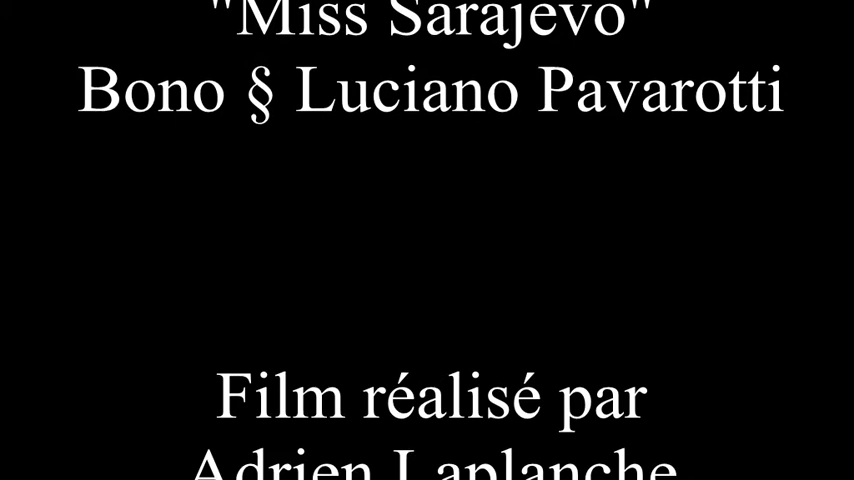 "Miss Sarajevo"
Bono § Luciano Pavarotti
Film réalisé par
Adrien Laplanche